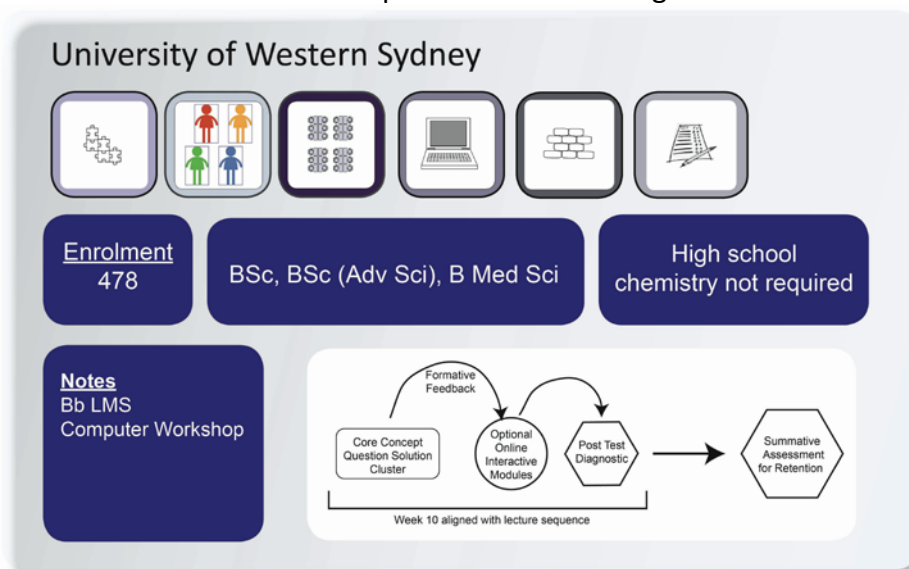 University of Western Sydney
Enrolment
478
BSc, BSc (Adv Sci), B Med Sci
High school
chemistry not required
Notes
Bb LMS
Computer Workshop
Formative
Feedback
Core Concept
Question Solution
Cluster
Optional
Online
Interactive
Modules
Post Test
Diagnostic
Summative
Assessment
for Retention
Week 10 aligned with lecture sequence